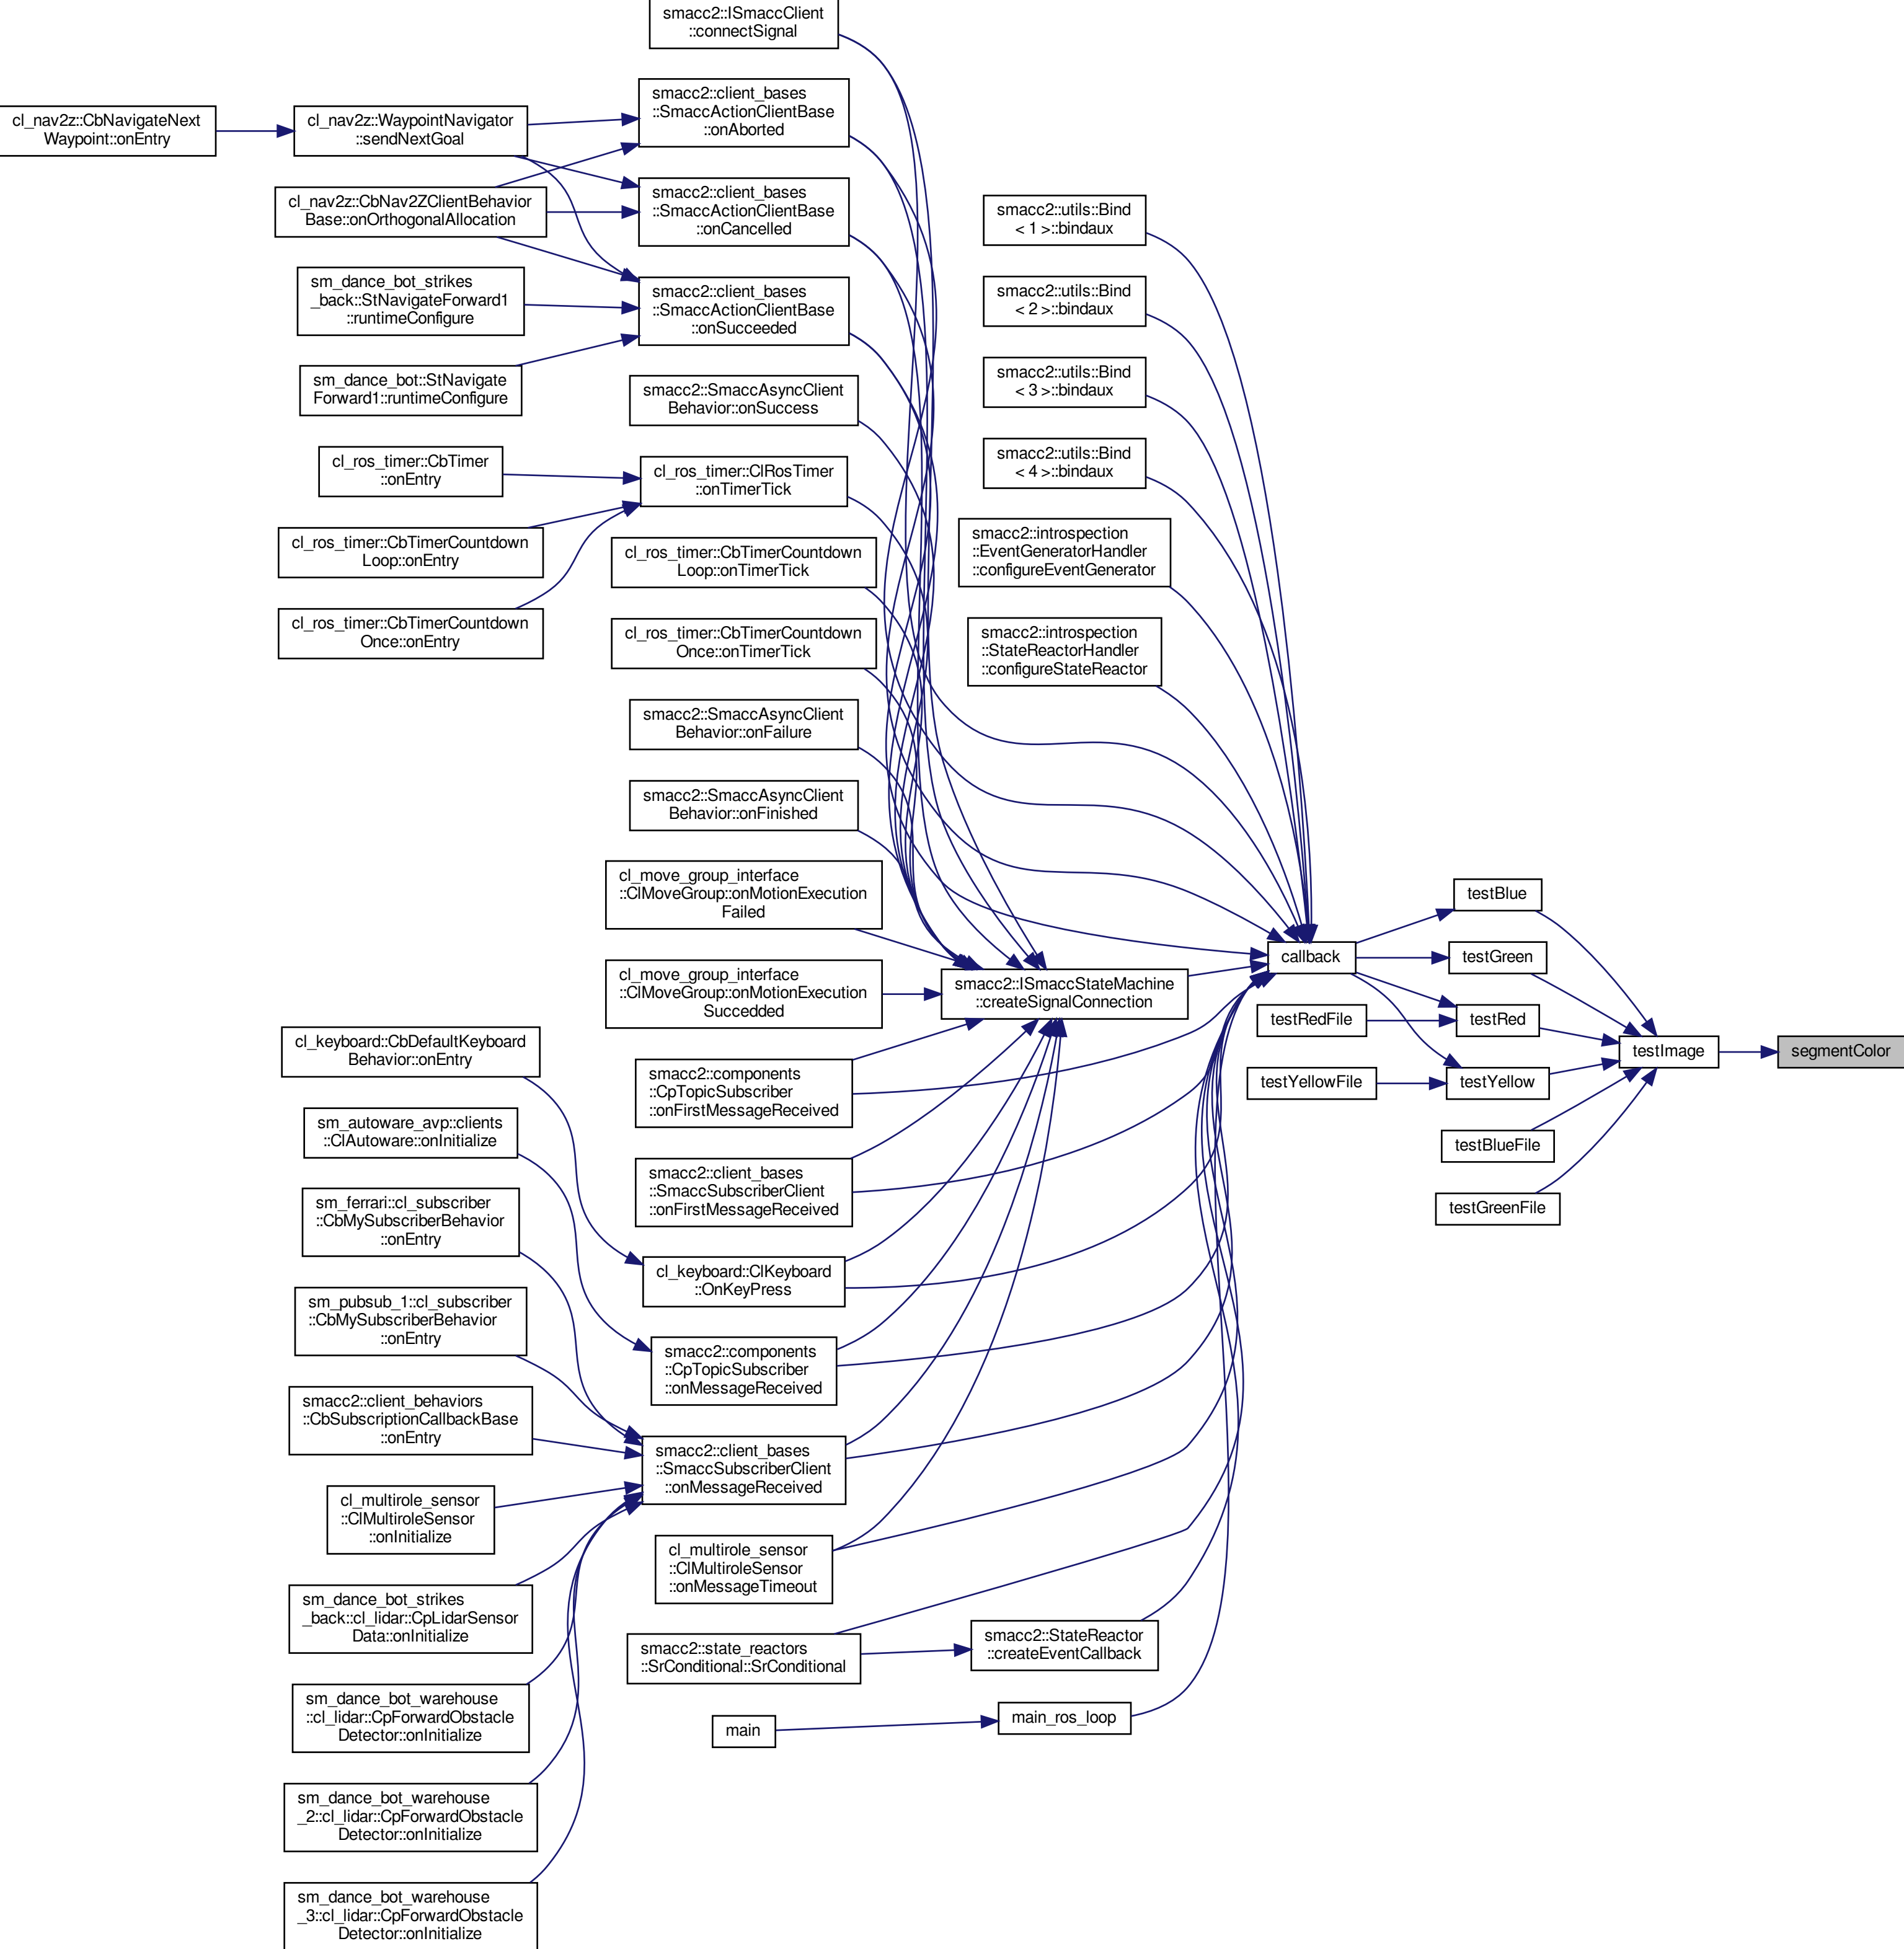 smacc2::ISmaccClient
::connectSignal
smacc2::client_bases
::SmaccActionClientBase
::onAborted
cl_nav2z::CbNavigateNext
Waypoint::onEntry
cl_nav2z::WaypointNavigator
::sendNextGoal
cl_nav2z::CbNav2ZClientBehavior
Base::onOrthogonalAllocation
smacc2::client_bases
::SmaccActionClientBase
::onCancelled
sm_dance_bot_strikes
_back::StNavigateForward1
::runtimeConfigure
smacc2::client_bases
::SmaccActionClientBase
::onSucceeded
sm_dance_bot::StNavigate
Forward1::runtimeConfigure
smacc2::SmaccAsyncClient
Behavior::onSuccess
cl_ros_timer::CbTimer
::onEntry
cl_ros_timer::ClRosTimer
::onTimerTick
cl_ros_timer::CbTimerCountdown
Loop::onEntry
cl_ros_timer::CbTimerCountdown
Loop::onTimerTick
cl_ros_timer::CbTimerCountdown
Once::onEntry
cl_ros_timer::CbTimerCountdown
Once::onTimerTick
smacc2::SmaccAsyncClient
Behavior::onFailure
smacc2::SmaccAsyncClient
Behavior::onFinished
cl_move_group_interface
::ClMoveGroup::onMotionExecution
Failed
cl_move_group_interface
::ClMoveGroup::onMotionExecution
Succedded
smacc2::components
::CpTopicSubscriber
::onFirstMessageReceived
smacc2::client_bases
::SmaccSubscriberClient
::onFirstMessageReceived
cl_keyboard::CbDefaultKeyboard
Behavior::onEntry
sm_autoware_avp::clients
::ClAutoware::onInitialize
sm_ferrari::cl_subscriber
::CbMySubscriberBehavior
::onEntry
cl_keyboard::ClKeyboard
::OnKeyPress
sm_pubsub_1::cl_subscriber
::CbMySubscriberBehavior
::onEntry
smacc2::components
::CpTopicSubscriber
::onMessageReceived
smacc2::client_behaviors
::CbSubscriptionCallbackBase
::onEntry
smacc2::client_bases
::SmaccSubscriberClient
::onMessageReceived
cl_multirole_sensor
::ClMultiroleSensor
::onInitialize
cl_multirole_sensor
::ClMultiroleSensor
::onMessageTimeout
sm_dance_bot_strikes
_back::cl_lidar::CpLidarSensor
Data::onInitialize
smacc2::state_reactors
::SrConditional::SrConditional
sm_dance_bot_warehouse
::cl_lidar::CpForwardObstacle
Detector::onInitialize
main
sm_dance_bot_warehouse
_2::cl_lidar::CpForwardObstacle
Detector::onInitialize
sm_dance_bot_warehouse
_3::cl_lidar::CpForwardObstacle
Detector::onInitialize
smacc2::utils::Bind
< 1 >::bindaux
smacc2::utils::Bind
< 2 >::bindaux
smacc2::utils::Bind
< 3 >::bindaux
smacc2::utils::Bind
< 4 >::bindaux
smacc2::introspection
::EventGeneratorHandler
::configureEventGenerator
smacc2::introspection
::StateReactorHandler
::configureStateReactor
smacc2::ISmaccStateMachine
::createSignalConnection
smacc2::StateReactor
::createEventCallback
main_ros_loop
callback
testRedFile
testYellowFile
testBlue
testGreen
testRed
testYellow
testBlueFile
testGreenFile
testImage
segmentColor